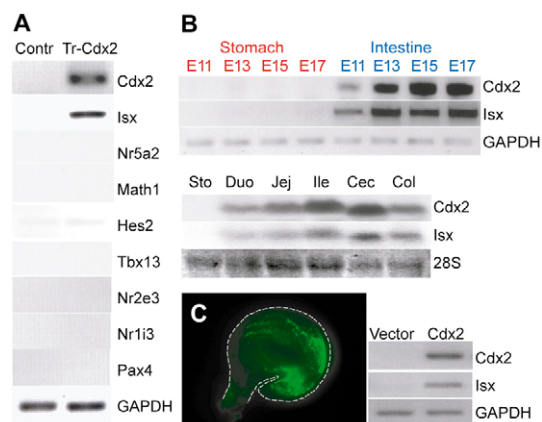 A
Contr Tr-Cdx2
Cdx2
Isx
Nr5a2
Math1
Hes2
Tbx13
Nr2e3
Nr1i3
Pax4
GAPDH
B
Stomach Intestine
E11 E13 E15 E17 E11 E13 E15 E17
Cdx2
Isx
GAPDH
Sto Duo Jej Ile Cec Col
Cdx2
Isx
28S
C
Vector Cdx2
Cdx2
Isx
GAPDH